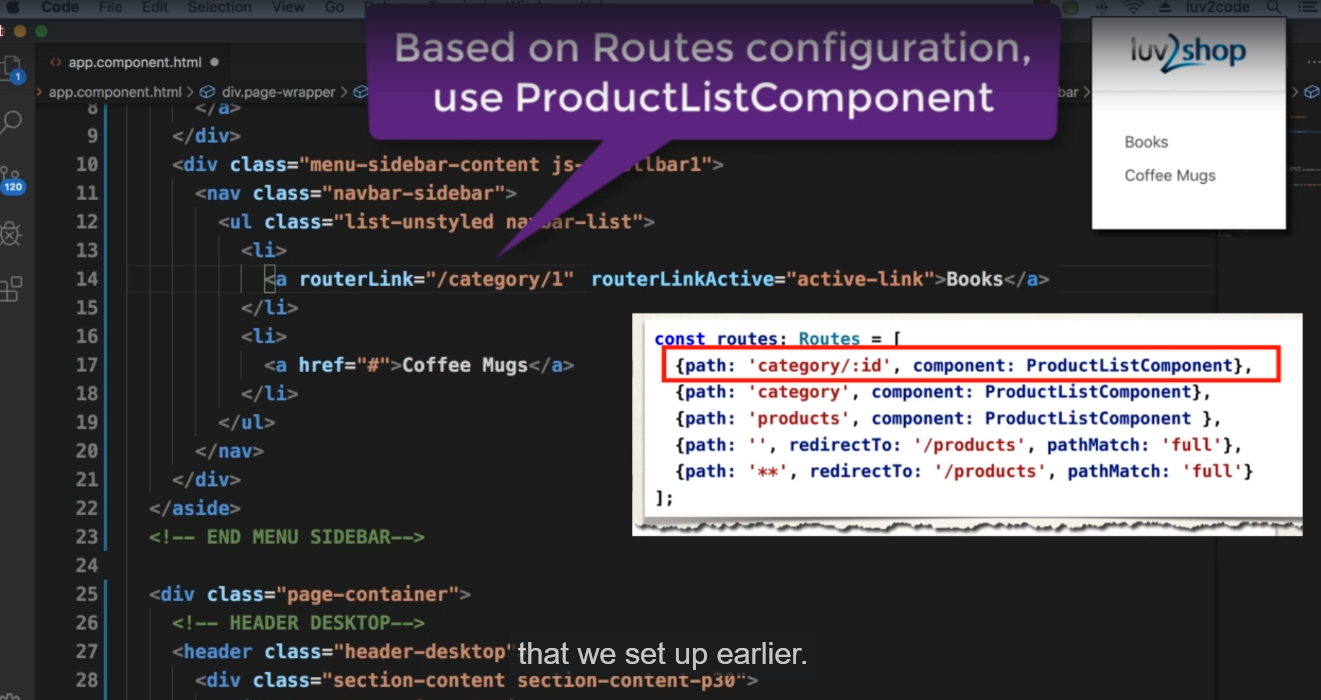 Code File Edit Selection View Go
luv2code
Based on Routes configuration,
use ProductListComponent
luv2shop
Books
Coffee Mugs
1
120
<> app.component.html ●
app.component.html > div.page-wrapper >
bar >
8 </a>
9 </div>
10 <div class="menu-sidebar-content js-
llbar1">
11 <nav class="navbar-sidebar">
12 <ul class="list-unstyled navbar-list">
13 <li>
14 <a routerLink="/category/1" routerLinkActive="active-link">Books</a>
15 </li>
16 <li>
17 <a href="#">Coffee Mugs</a>
18 </li>
19 </ul>
20 </nav>
21 </div>
22 </aside>
23 <!-- END MENU SIDEBAR-->
24
25 <div class="page-container">
26 <!-- HEADER DESKTOP-->
27 <header class="header-desktop"
28 <div class="section-content section-content-p30">
const routes: Routes = [
{path: 'category/:id', component: ProductListComponent},
{path: 'category', component: ProductListComponent},
{path: 'products', component: ProductListComponent },
{path: '', redirectTo: '/products', pathMatch: 'full'},
{path: '**', redirectTo: '/products', pathMatch: 'full'}
];
that we set up earlier.